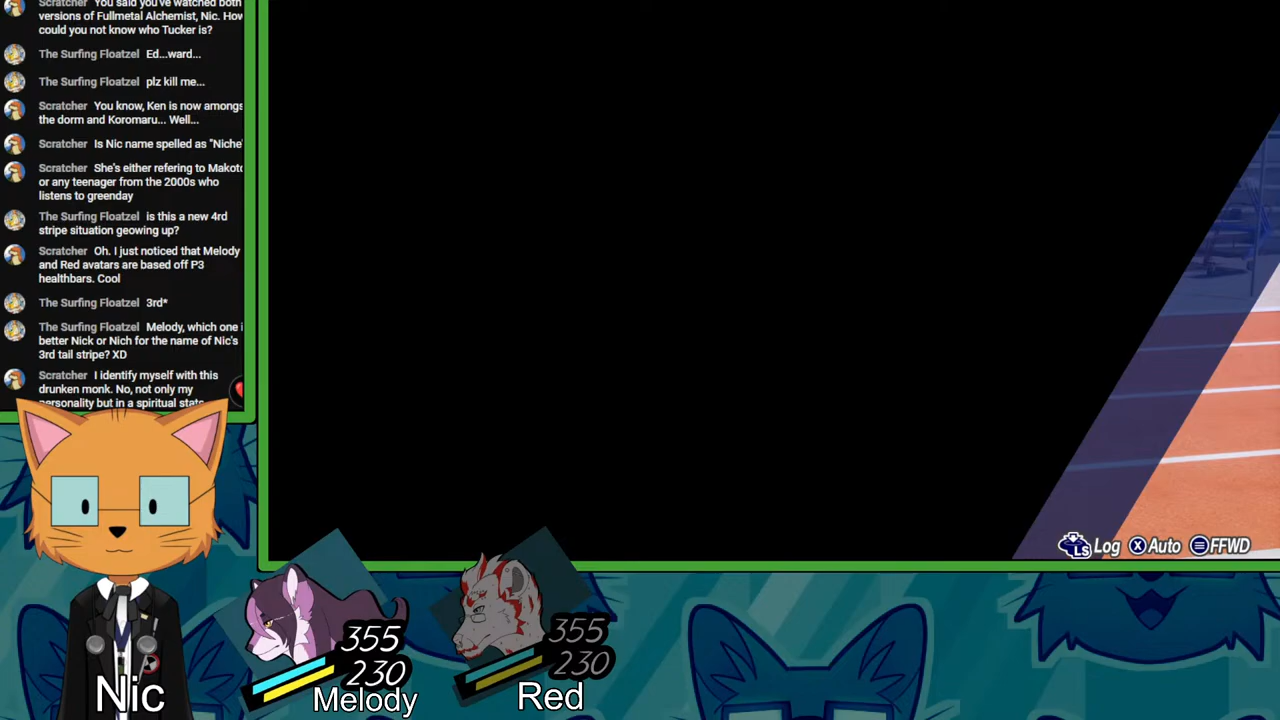 Scratcher You said you've watched both
versions of Fullmetal Alchemist, Nic. How
could you not know who Tucker is?
The Surfing Floatzel Ed...ward...
The Surfing Floatzel plz kill me...
Scratcher You know, Ken is now amongs
the dorm and Koromaru... Well...
Scratcher Is Nic name spelled as "Niche"
Scratcher She's either refering to Makoto
or any teenager from the 2000s who
listens to greenday
The Surfing Floatzel is this a new 4rd
stripe situation geowing up?
Scratcher Oh. I just noticed that Melody
and Red avatars are based off P3
healthbars. Cool
The Surfing Floatzel 3rd*
The Surfing Floatzel Melody, which one i
better Nick or Nich for the name of Nic's
3rd tail stripe? XD
Scratcher I identify myself with this
drunken monk. No, not only my
personality but in a spiritual stats
LS Log X Auto FFWD
355
230
Melody
355
230
Red
Nic